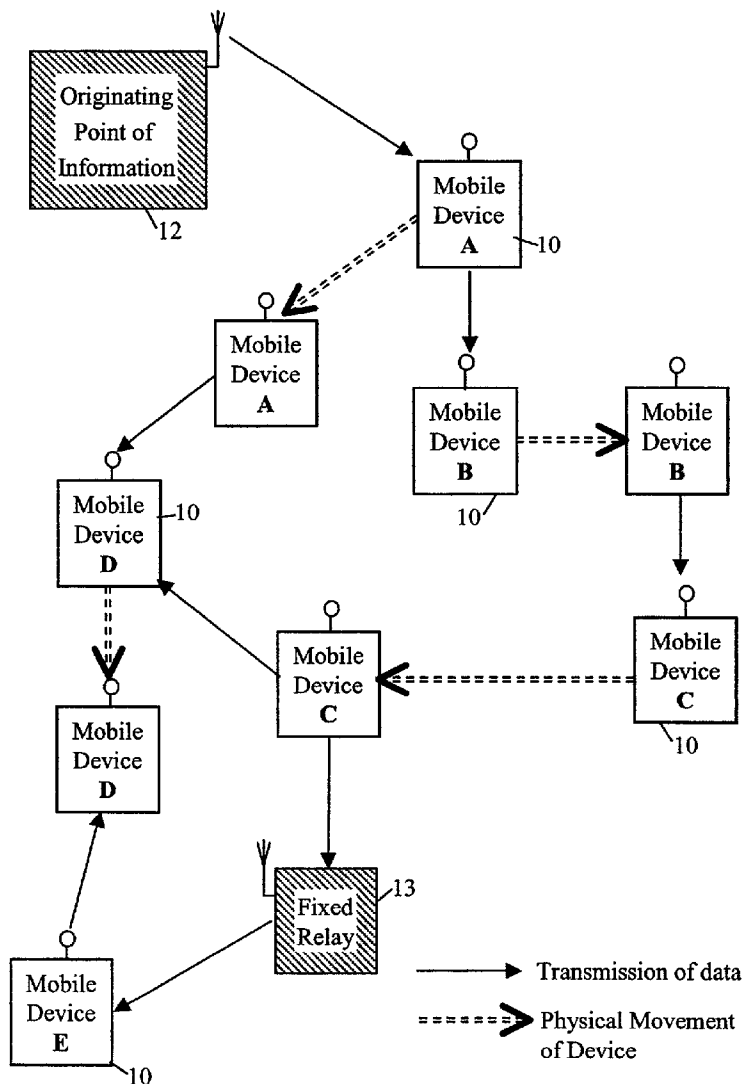 Originating
Point of
Information
12
Mobile
Device
A
10
Mobile
Device
A
Mobile
Device
B
10
Mobile
Device
B
Mobile
Device
D
10
Mobile
Device
C
Mobile
Device
C
10
Mobile
Device
D
Fixed
Relay
13
Mobile
Device
E
10
Transmission of data
Physical Movement
of Device